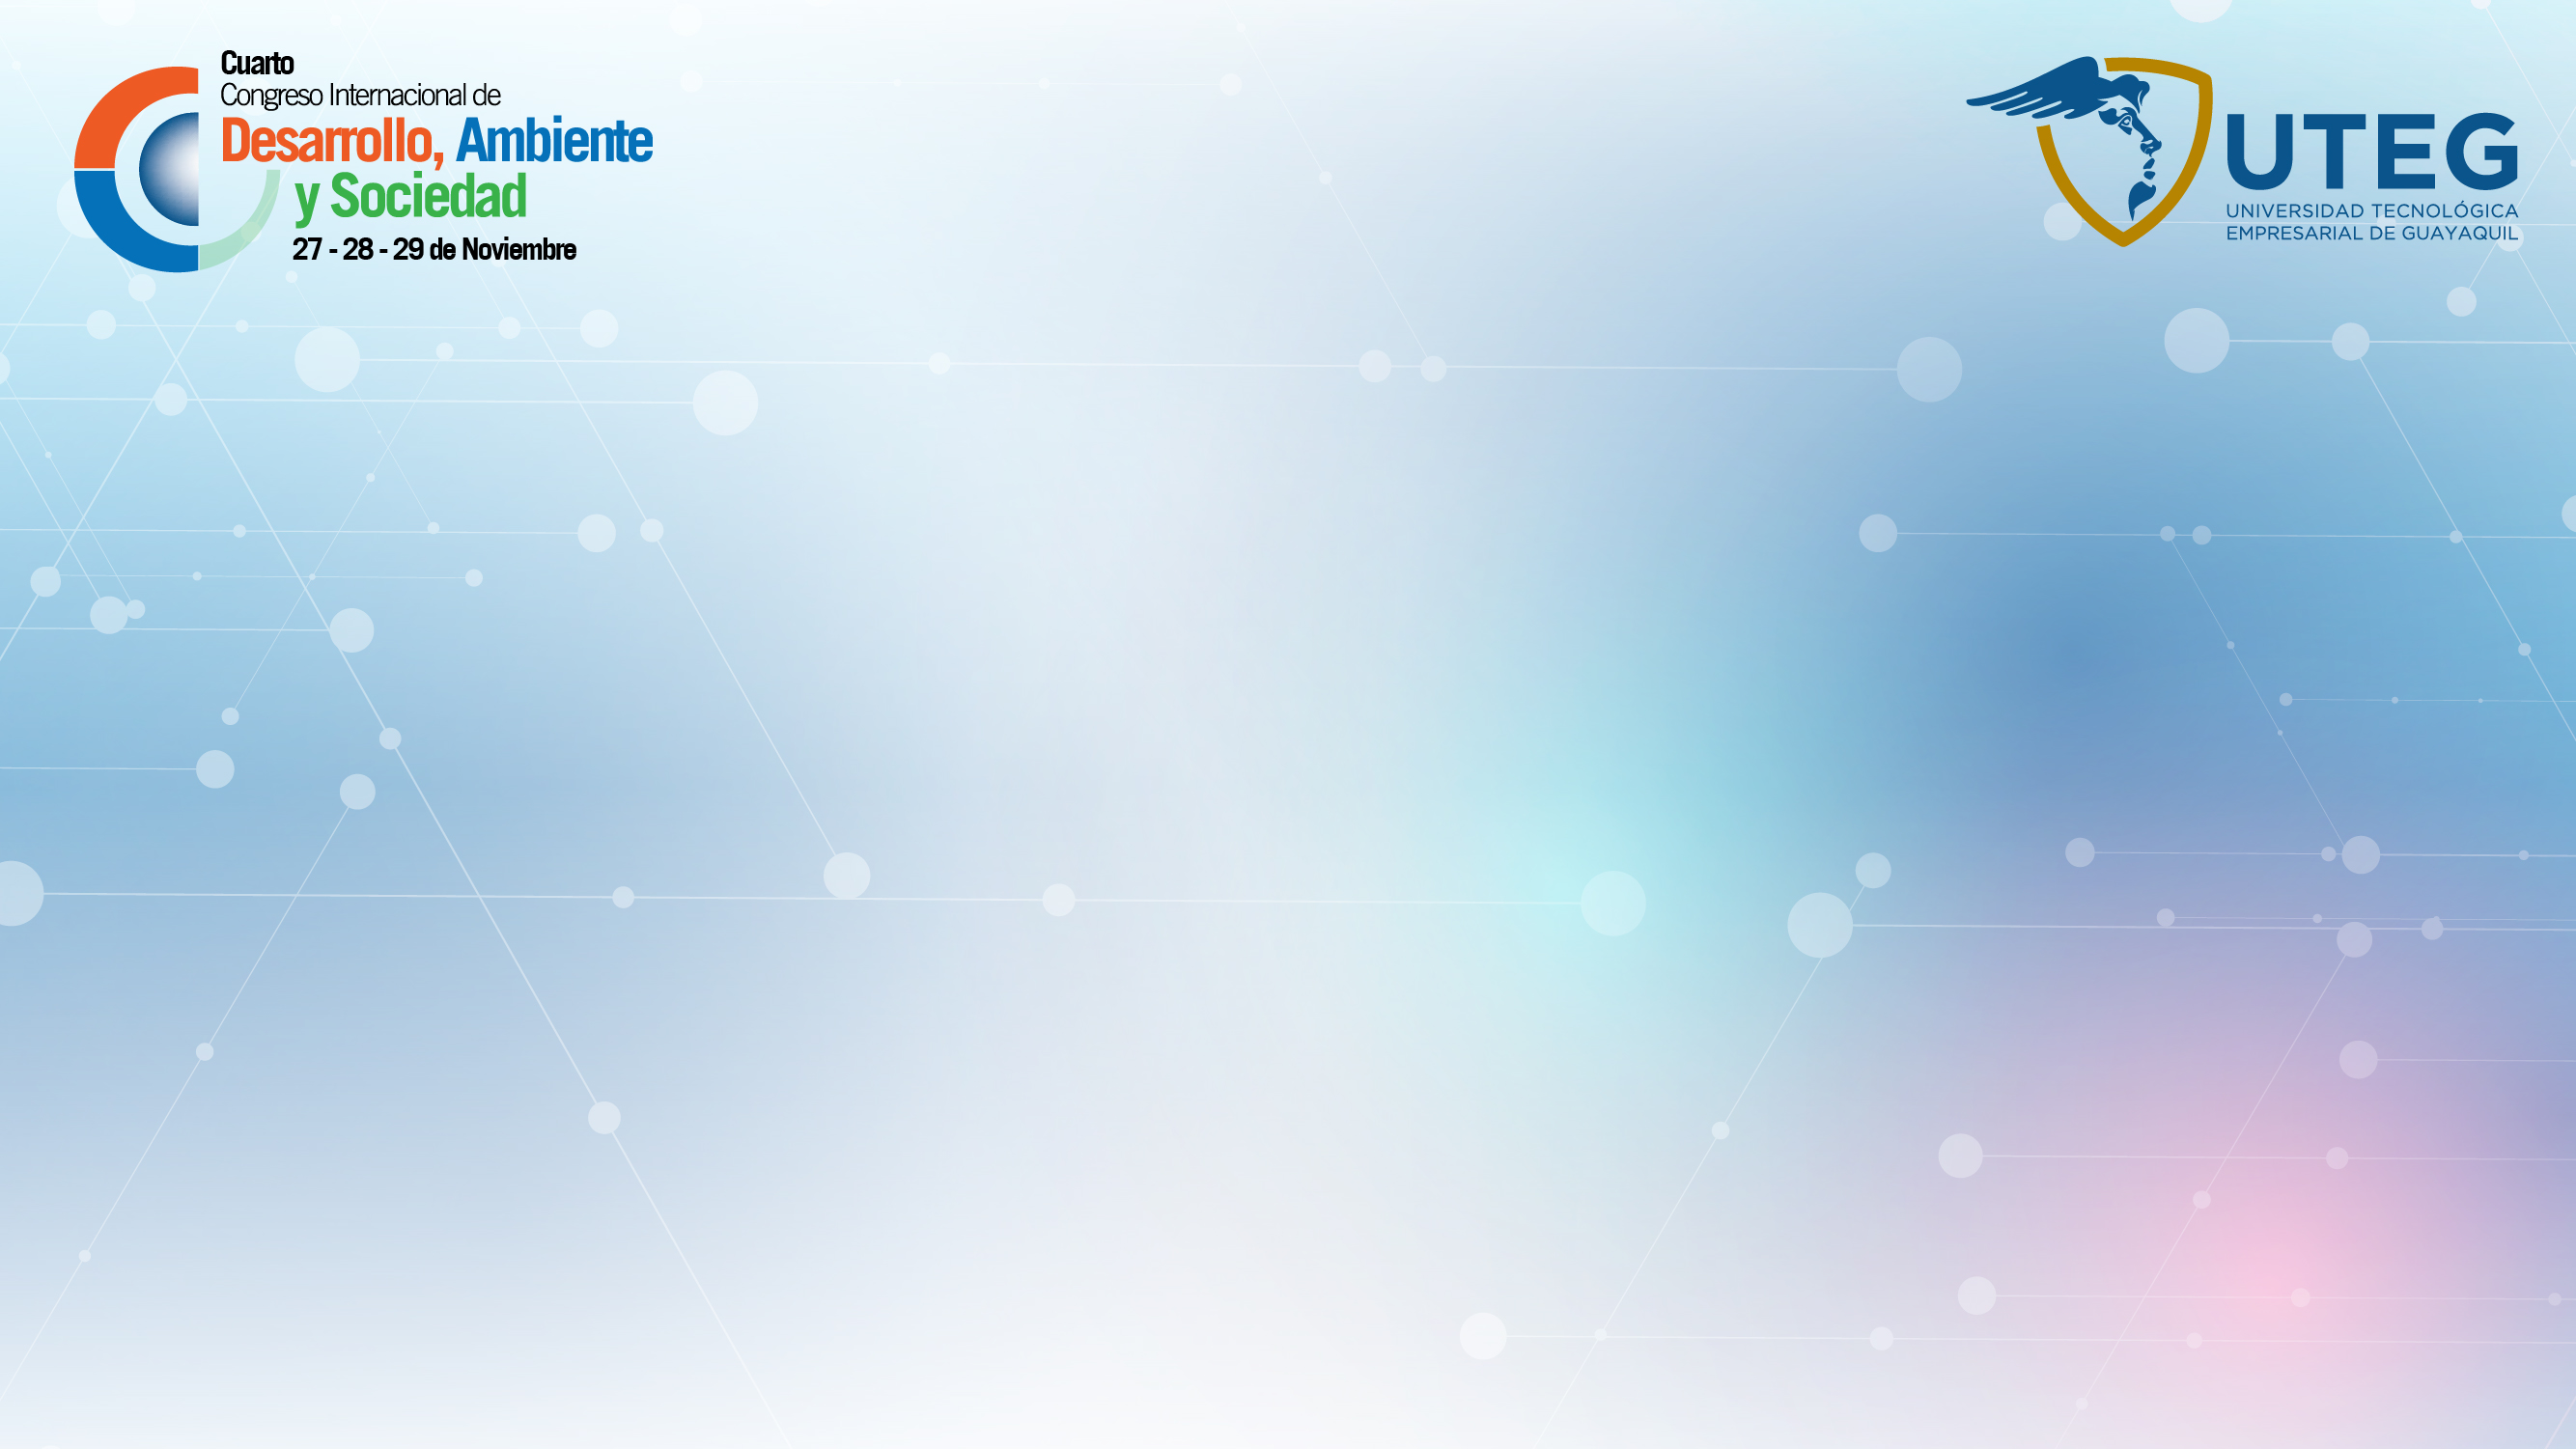 Cuarto
Congreso Internacional de
Desarrollo, Ambiente
y Sociedad
27 - 28 - 29 de Noviembre
UTEG
UNIVERSIDAD TECNOLÓGICA
EMPRESARIAL DE GUAYAQUIL